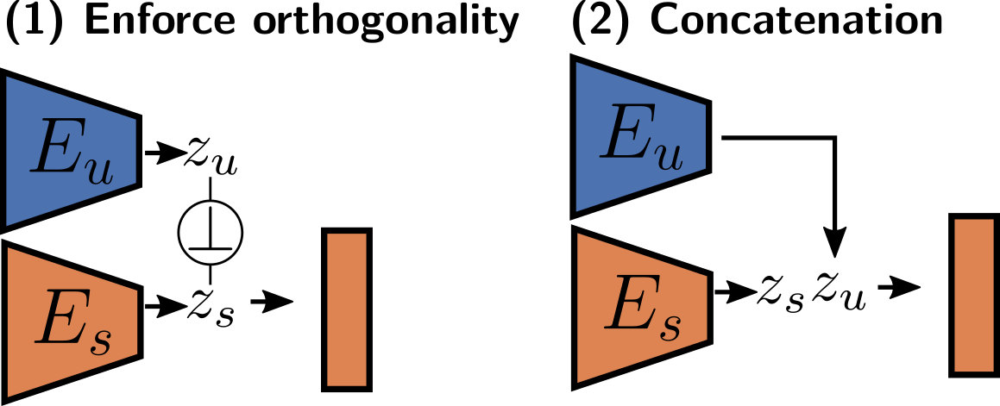 (1) Enforce orthogonality
E_u
z_u
⊥
E_s
z_s
(2) Concatenation
E_u
E_s
z_s z_u